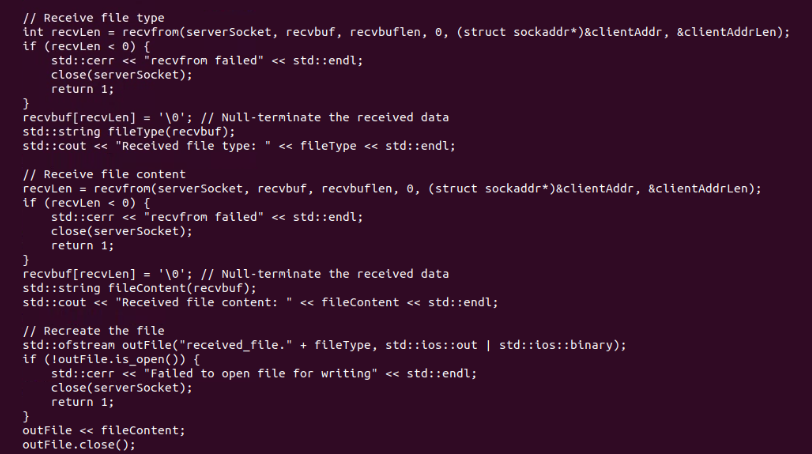 // Receive file type
int recvLen = recvfrom(serverSocket, recvbuf, recvbuflen, 0, (struct sockaddr*)&clientAddr, &clientAddrLen);
if (recvLen < 0) {
    std::cerr << "recvfrom failed" << std::endl;
    close(serverSocket);
    return 1;
}
recvbuf[recvLen] = '\0'; // Null-terminate the received data
std::string fileType(recvbuf);
std::cout << "Received file type: " << fileType << std::endl;

// Receive file content
recvLen = recvfrom(serverSocket, recvbuf, recvbuflen, 0, (struct sockaddr*)&clientAddr, &clientAddrLen);
if (recvLen < 0) {
    std::cerr << "recvfrom failed" << std::endl;
    close(serverSocket);
    return 1;
}
recvbuf[recvLen] = '\0'; // Null-terminate the received data
std::string fileContent(recvbuf);
std::cout << "Received file content: " << fileContent << std::endl;

// Recreate the file
std::ofstream outFile("received_file." + fileType, std::ios::out | std::ios::binary);
if (!outFile.is_open()) {
    std::cerr << "Failed to open file for writing" << std::endl;
    close(serverSocket);
    return 1;
}
outFile << fileContent;
outFile.close();